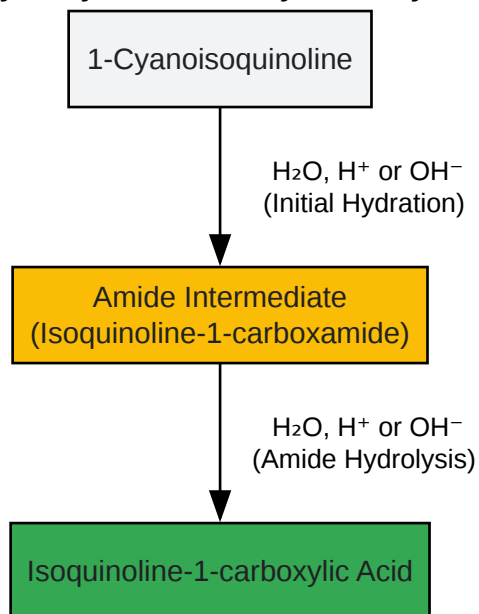 1-Cyanoisoquinoline
H₂O, H⁺ or OH⁻
(Initial Hydration)
Amide Intermediate
(Isoquinoline-1-carboxamide)
H₂O, H⁺ or OH⁻
(Amide Hydrolysis)
Isoquinoline-1-carboxylic Acid